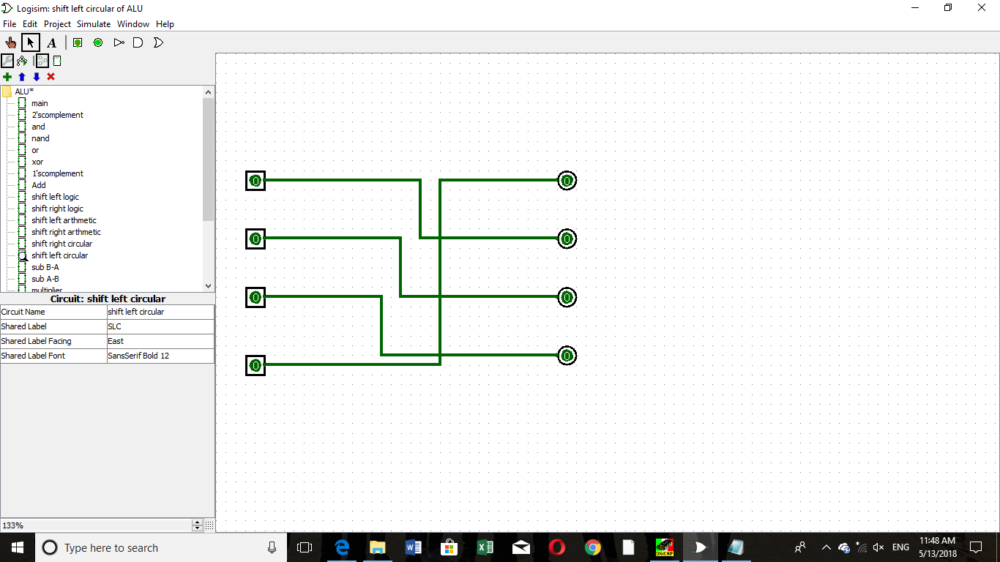 Logisim: shift left circular of ALU
File Edit Project Simulate Window Help
A
ALU*
main
2'scomplement
and
nand
or
xor
1'scomplement
Add
shift left logic
shift right logic
shift left arthmetic
shift right arthmetic
shift right circular
shift left circular
sub B-A
sub A-B
multiplier
Circuit: shift left circular
Circuit Name shift left circular
Shared Label SLC
Shared Label Facing East
Shared Label Font SansSerif Bold 12
0 0
0 0
0 0
0 0
133%
Type here to search
DIGICHIP
ENG
11:48 AM
5/13/2018